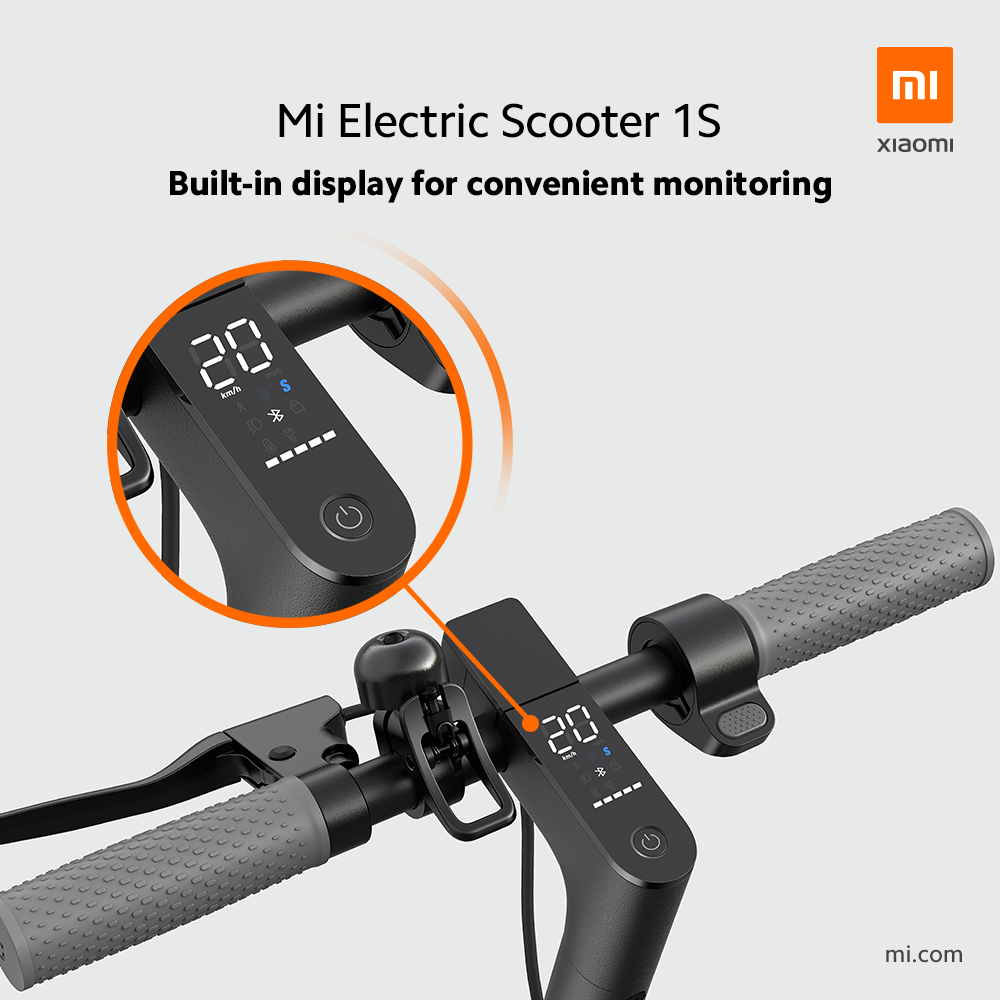 mi
xiaomi
Mi Electric Scooter 1S
Built-in display for convenient monitoring
20
km/h
S
20
km/h
S
mi.com